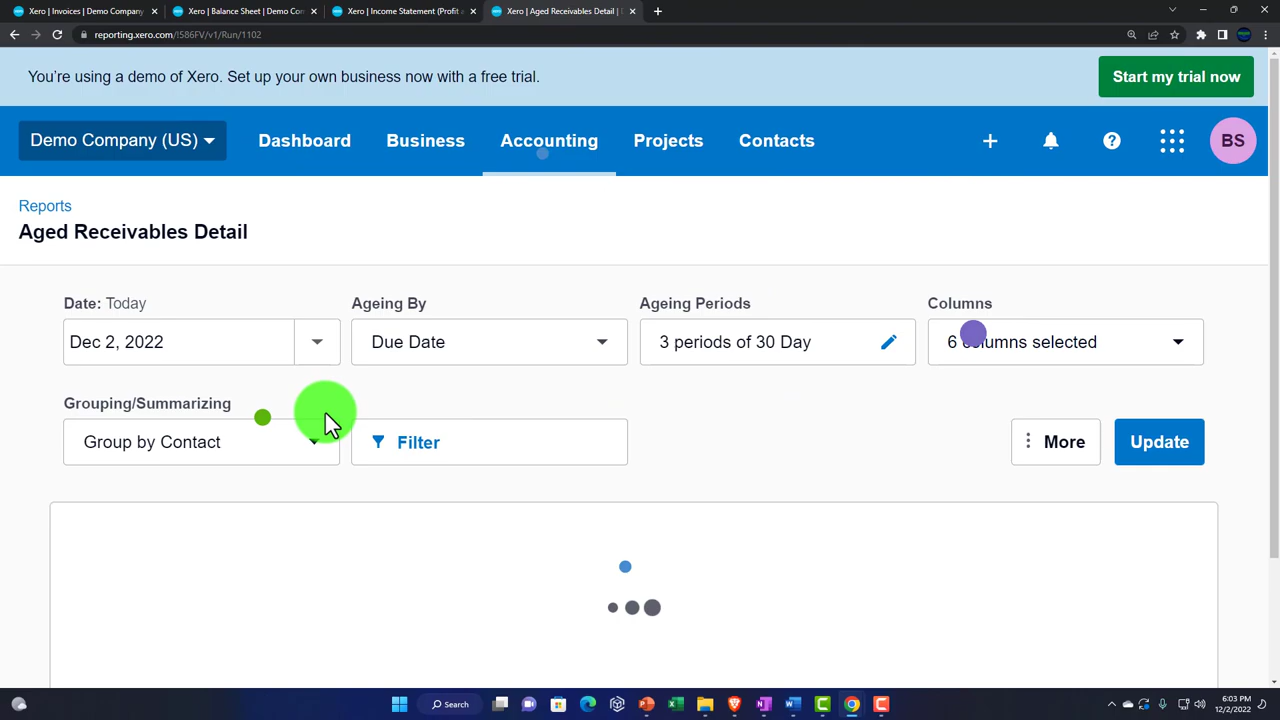 Xero | Invoices | Demo Company
Xero | Balance Sheet | Demo Con
Xero | Income Statement (Profit a
Xero | Aged Receivables Detail | D
reporting.xero.com/!586FV/v1/Run/1102
You're using a demo of Xero. Set up your own business now with a free trial.
Start my trial now
Demo Company (US)
Dashboard
Business
Accounting
Projects
Contacts
BS
Reports
Aged Receivables Detail
Date: Today
Ageing By
Ageing Periods
Columns
Dec 2, 2022
Due Date
3 periods of 30 Day
6 columns selected
Grouping/Summarizing
Group by Contact
Filter
More
Update
Search
6:03 PM
12/2/2022